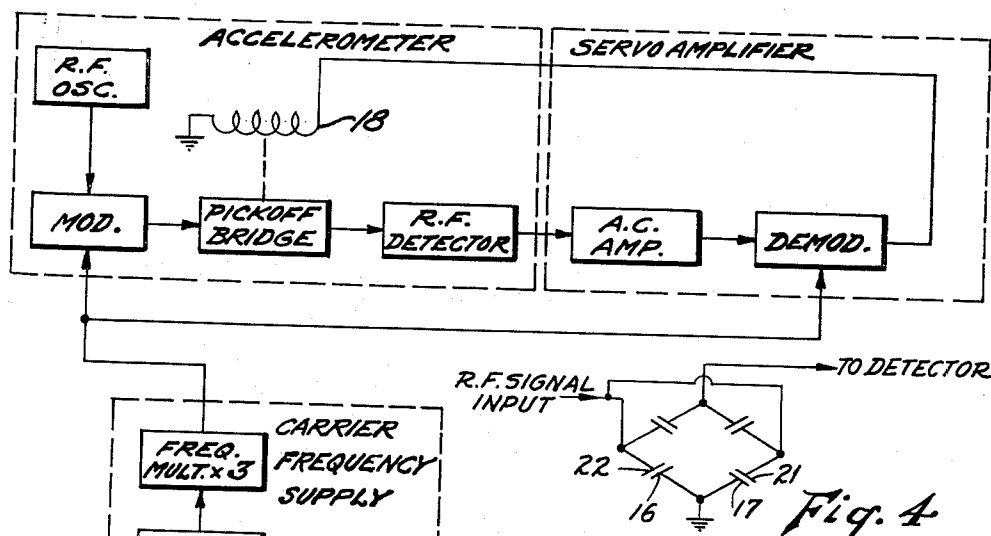 ACCELEROMETER
SERVO AMPLIFIER
R.F.
OSC.
18
MOD.
PICKOFF
BRIDGE
R.F.
DETECTOR
A.C.
AMP.
DEMOD.
TO DETECTOR
R.F. SIGNAL
INPUT
CARRIER
FREQUENCY
SUPPLY
FREQ.
MULT. x 3
22
21
16
17
Fig. 4